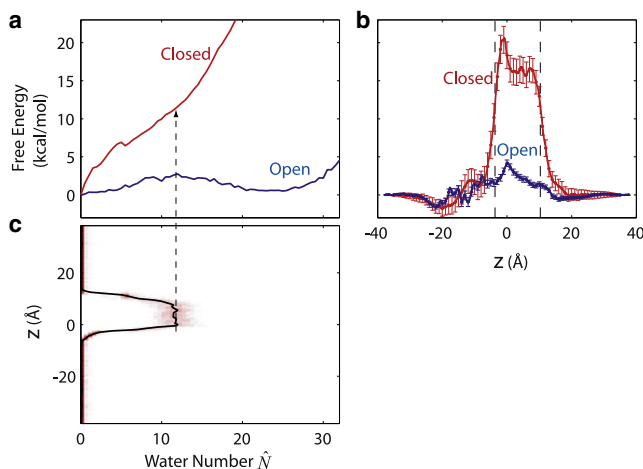 a
Free Energy
(kcal/mol)
20
15
10
5
0
Closed
Open
b
Closed
Open
-40
-20
0
20
40
z (Å)
c
z (Å)
20
0
-20
0
10
20
30
Water Number N̂